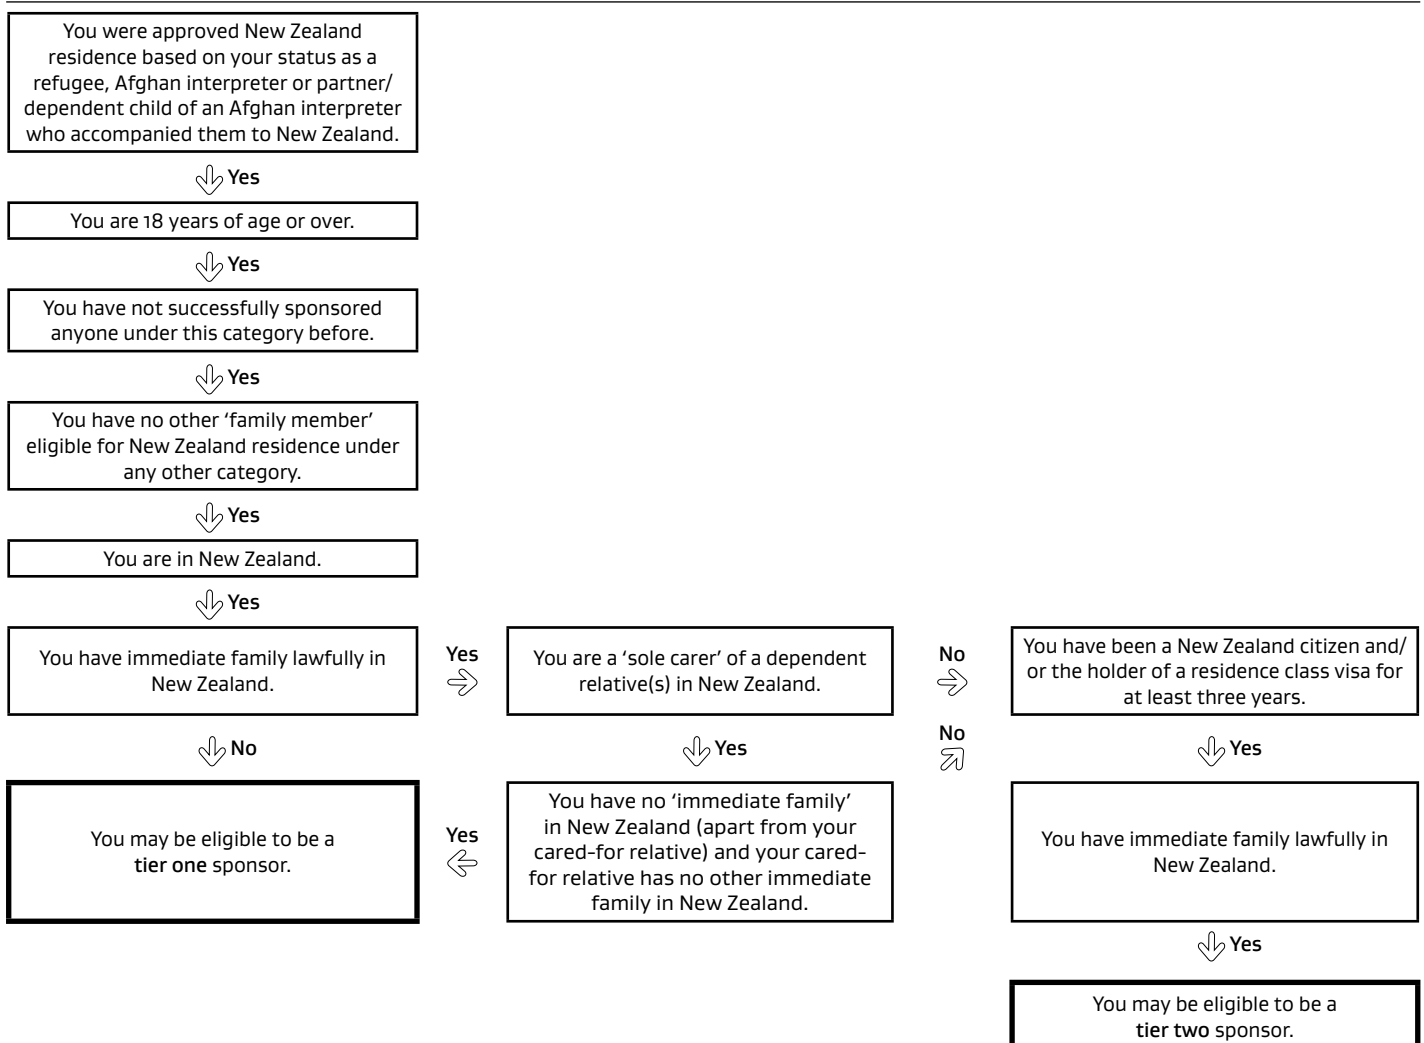 You were approved New Zealand
residence based on your status as a
refugee, Afghan interpreter or partner/
dependent child of an Afghan interpreter
who accompanied them to New Zealand.
Yes
You are 18 years of age or over.
Yes
You have not successfully sponsored
anyone under this category before.
Yes
You have no other ‘family member’
eligible for New Zealand residence under
any other category.
Yes
You are in New Zealand.
Yes
You have immediate family lawfully in
New Zealand.
Yes
You are a ‘sole carer’ of a dependent
relative(s) in New Zealand.
No
You have been a New Zealand citizen and/
or the holder of a residence class visa for
at least three years.
No
Yes
No
Yes
You may be eligible to be a
tier one sponsor.
Yes
You have no ‘immediate family’
in New Zealand (apart from your
cared-for relative) and your cared-
for relative has no other immediate
family in New Zealand.
You have immediate family lawfully in
New Zealand.
Yes
You may be eligible to be a
tier two sponsor.